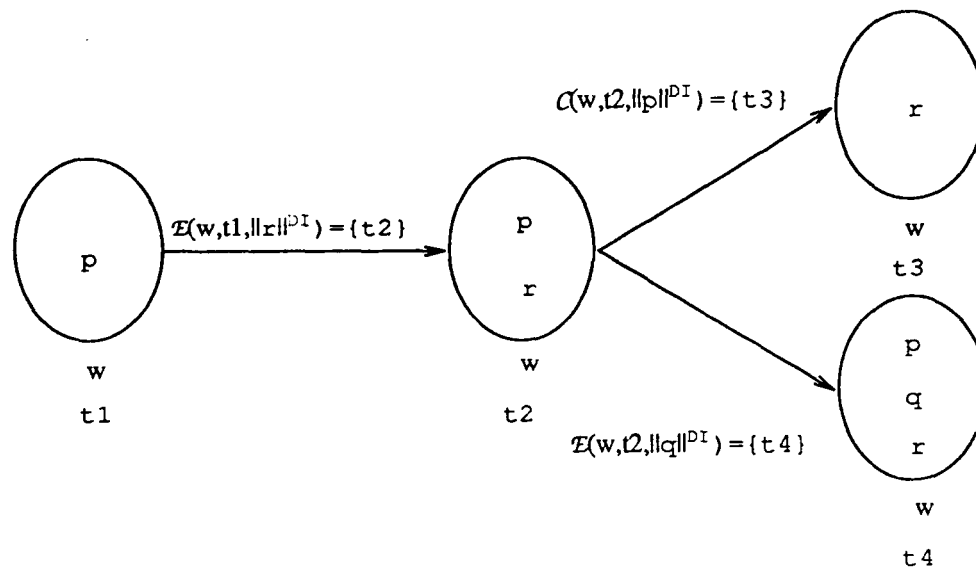 r
w
t3
C(w,t2,||p||^DI)={t3}
p
w
t1
E(w,t1,||r||^DI)={t2}
p
r
w
t2
E(w,t2,||q||^DI)={t4}
p
q
r
w
t4